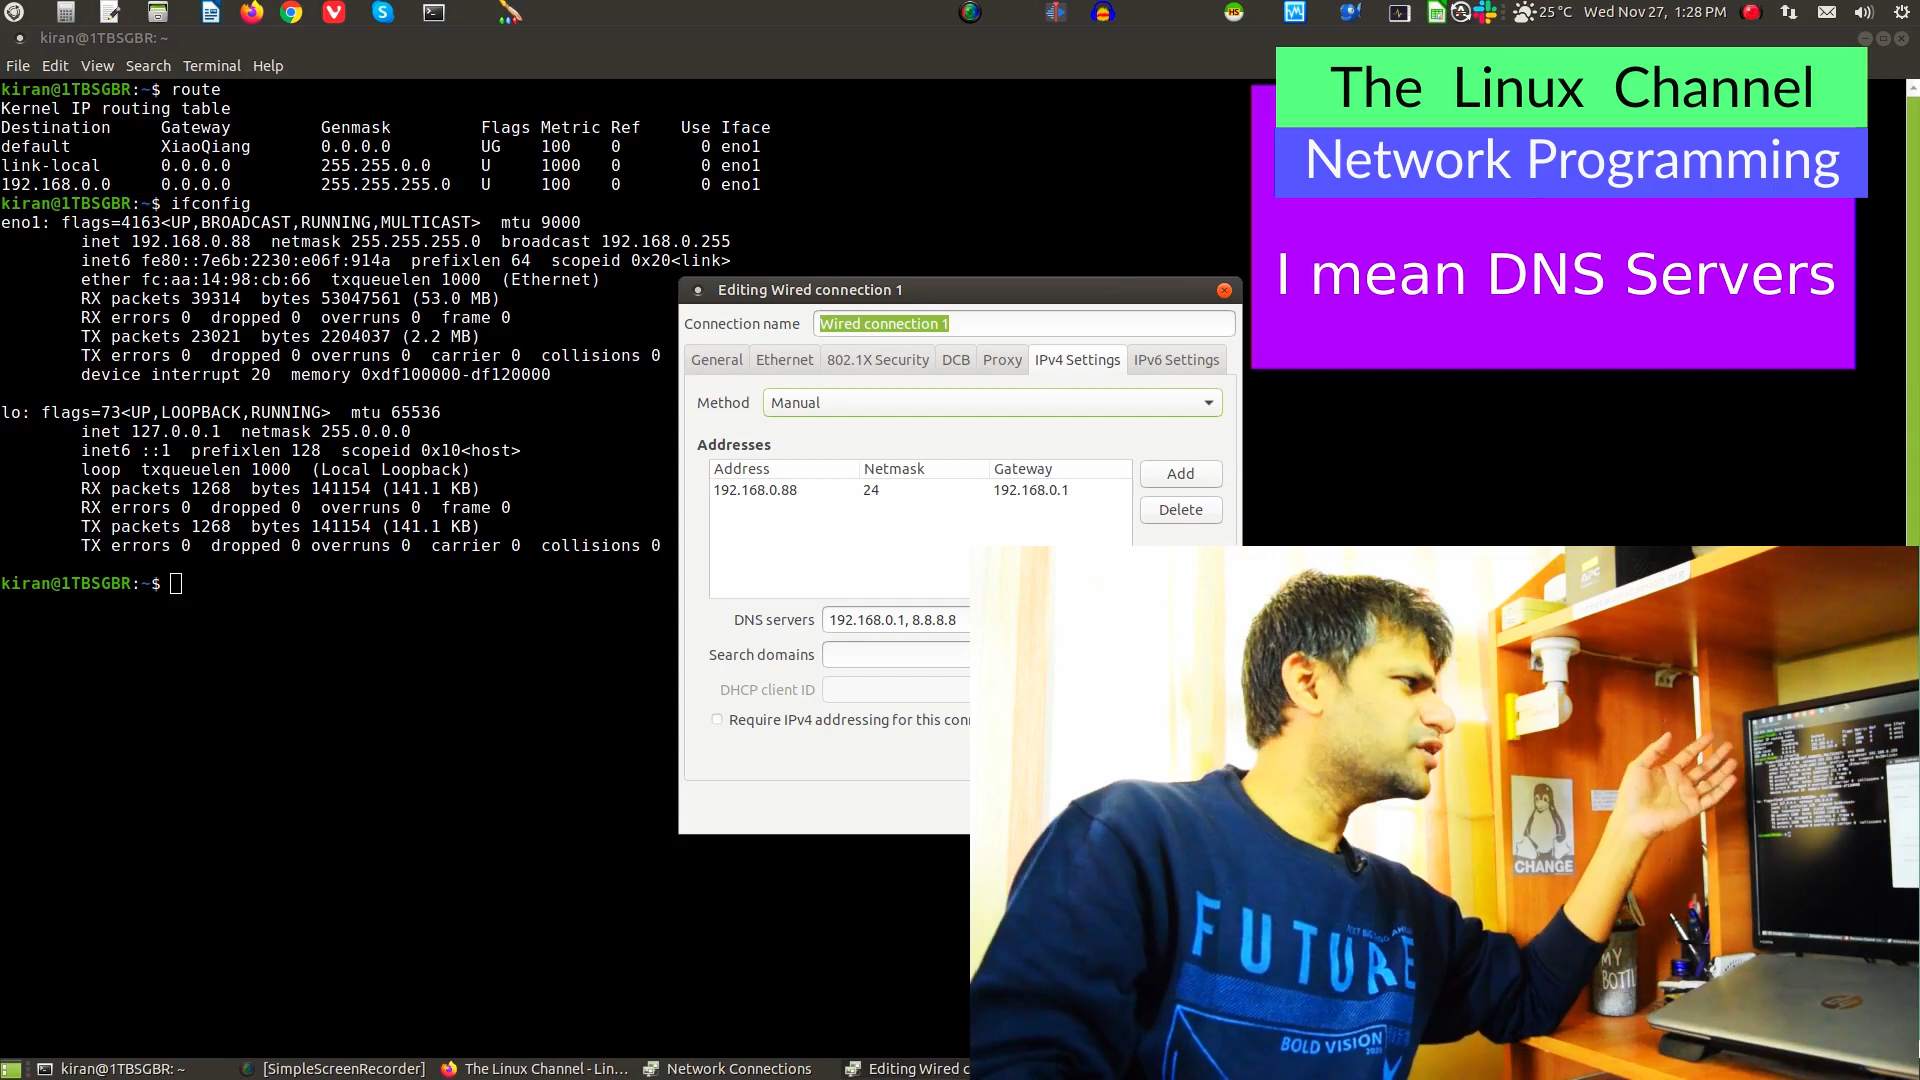 25 °C Wed Nov 27, 1:28 PM
kiran@1TBSGBR: ~
File Edit View Search Terminal Help
kiran@1TBSGBR:~$ route
Kernel IP routing table
Destination Gateway Genmask Flags Metric Ref Use Iface
default XiaoQiang 0.0.0.0 UG 100 0 0 eno1
link-local 0.0.0.0 255.255.0.0 U 1000 0 0 eno1
192.168.0.0 0.0.0.0 255.255.255.0 U 100 0 0 eno1
kiran@1TBSGBR:~$ ifconfig
eno1: flags=4163<UP,BROADCAST,RUNNING,MULTICAST> mtu 9000
inet 192.168.0.88 netmask 255.255.255.0 broadcast 192.168.0.255
inet6 fe80::7e6b:2230:e06f:914a prefixlen 64 scopeid 0x20<link>
ether fc:aa:14:98:cb:66 txqueuelen 1000 (Ethernet)
RX packets 39314 bytes 53047561 (53.0 MB)
RX errors 0 dropped 0 overruns 0 frame 0
TX packets 23021 bytes 2204037 (2.2 MB)
TX errors 0 dropped 0 overruns 0 carrier 0 collisions 0
device interrupt 20 memory 0xdf100000-df120000
lo: flags=73<UP,LOOPBACK,RUNNING> mtu 65536
inet 127.0.0.1 netmask 255.0.0.0
inet6 ::1 prefixlen 128 scopeid 0x10<host>
loop txqueuelen 1000 (Local Loopback)
RX packets 1268 bytes 141154 (141.1 KB)
RX errors 0 dropped 0 overruns 0 frame 0
TX packets 1268 bytes 141154 (141.1 KB)
TX errors 0 dropped 0 overruns 0 carrier 0 collisions 0
kiran@1TBSGBR:~$
The Linux Channel
Network Programming
I mean DNS Servers
Editing Wired connection 1
Connection name Wired connection 1
General Ethernet 802.1X Security DCB Proxy IPv4 Settings IPv6 Settings
Method Manual
Addresses
Address Netmask Gateway
192.168.0.88 24 192.168.0.1
Add
Delete
DNS servers 192.168.0.1, 8.8.8.8
Search domains
DHCP client ID
Require IPv4 addressing for this con
APC
CHANGE
MY
BOTTL
FUTURE
BOLD VISION
2020
kiran@1TBSGBR: ~ [SimpleScreenRecorder] The Linux Channel - Lin... Network Connections Editing Wired c